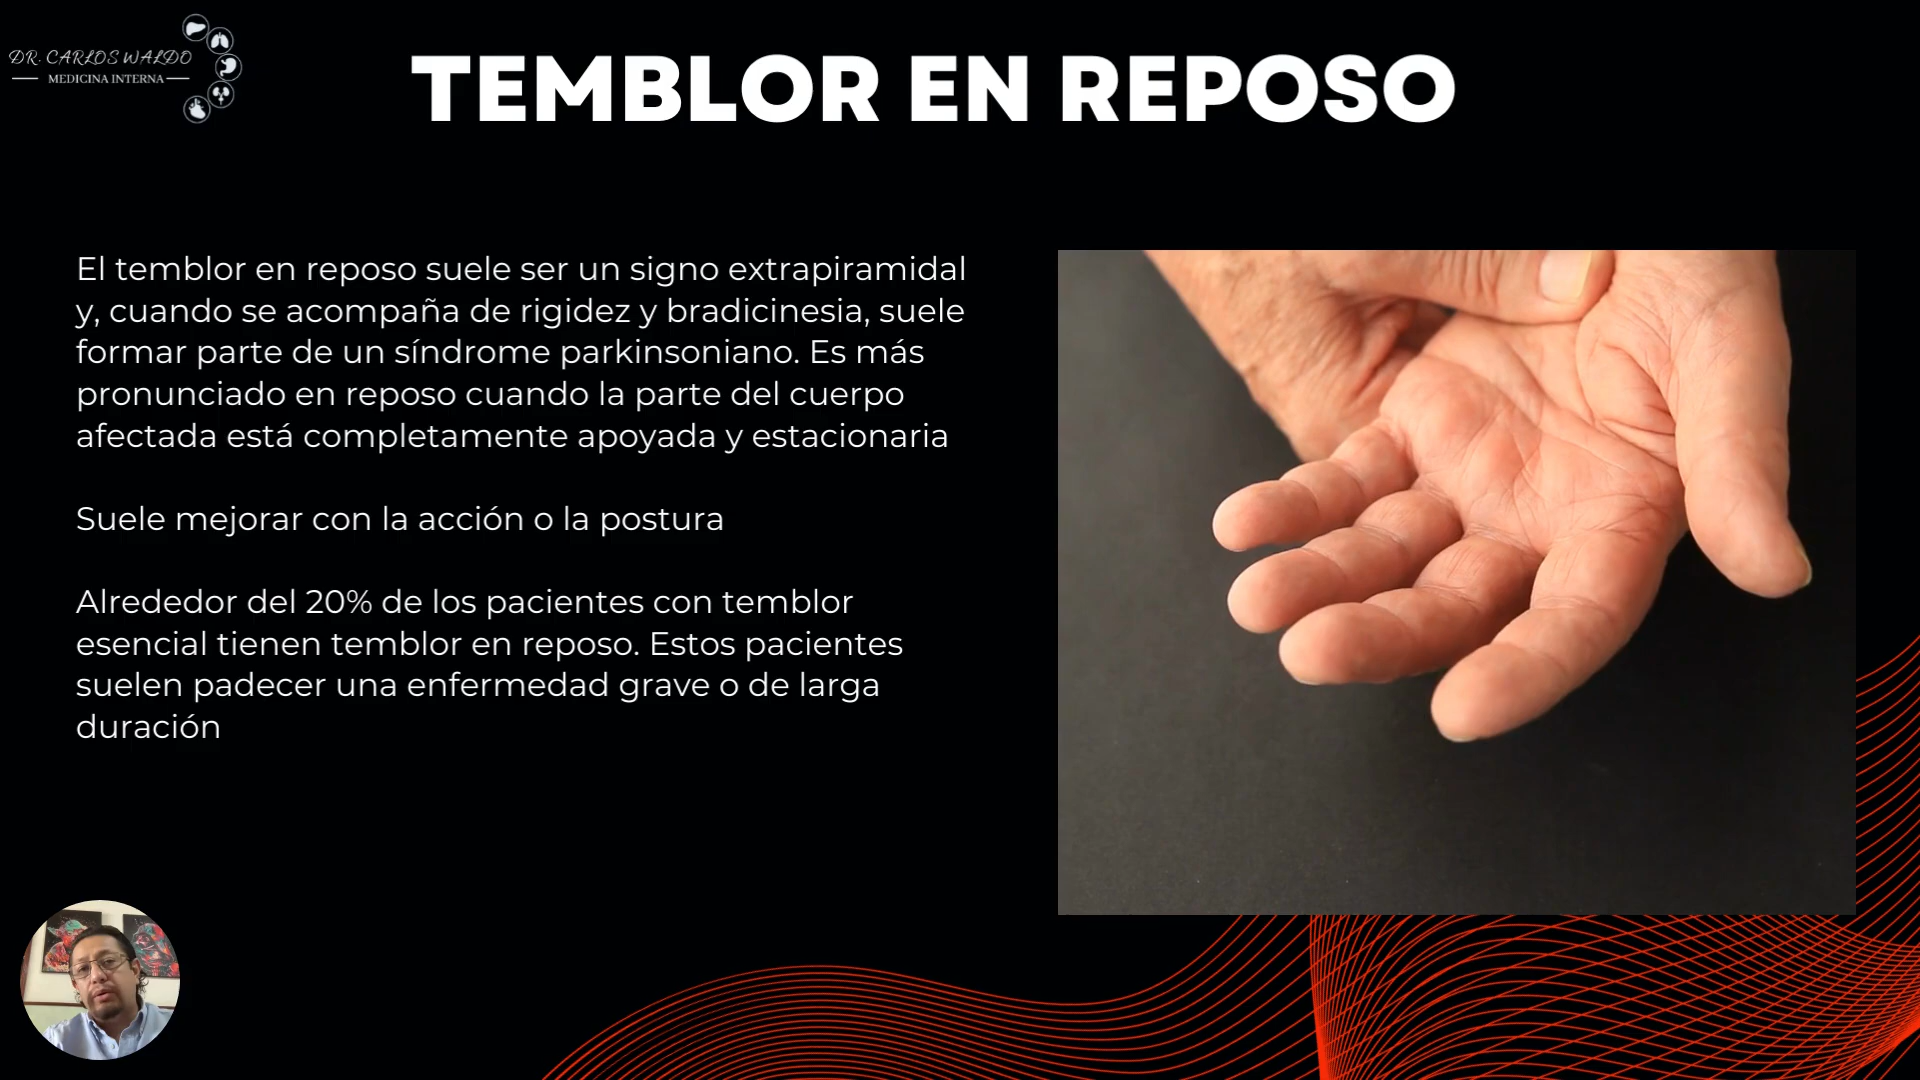 DR. CARLOS WALDO
MEDICINA INTERNA
TEMBLOR EN REPOSO
El temblor en reposo suele ser un signo extrapiramidal
y, cuando se acompaña de rigidez y bradicinesia, suele
formar parte de un síndrome parkinsoniano. Es más
pronunciado en reposo cuando la parte del cuerpo
afectada está completamente apoyada y estacionaria
Suele mejorar con la acción o la postura
Alrededor del 20% de los pacientes con temblor
esencial tienen temblor en reposo. Estos pacientes
suelen padecer una enfermedad grave o de larga
duración